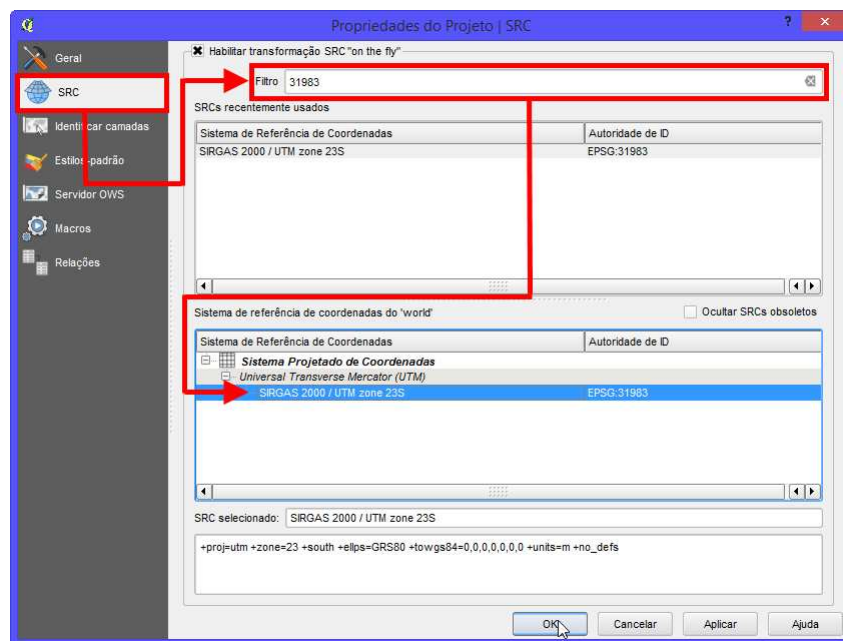 Propriedades do Projeto | SRC
?
×
Geral
SRC
Identificar camadas
Estilos-padrão
Servidor OWS
Macros
Relações
Habilitar transformação SRC "on the fly"
Filtro 31983
SRCs recentemente usados
Sistema de Referência de Coordenadas Autoridade de ID
SIRGAS 2000 / UTM zone 23S EPSG:31983
Sistema de referência de coordenadas do 'world' Ocultar SRCs obsoletos
Sistema de Referência de Coordenadas Autoridade de ID
Sistema Projetado de Coordenadas
Universal Transverse Mercator (UTM)
SIRGAS 2000 / UTM zone 23S EPSG:31983
SRC selecionado: SIRGAS 2000 / UTM zone 23S
+proj=utm +zone=23 +south +ellps=GRS80 +towgs84=0,0,0,0,0,0,0 +units=m +no_defs
OK Cancelar Aplicar Ajuda